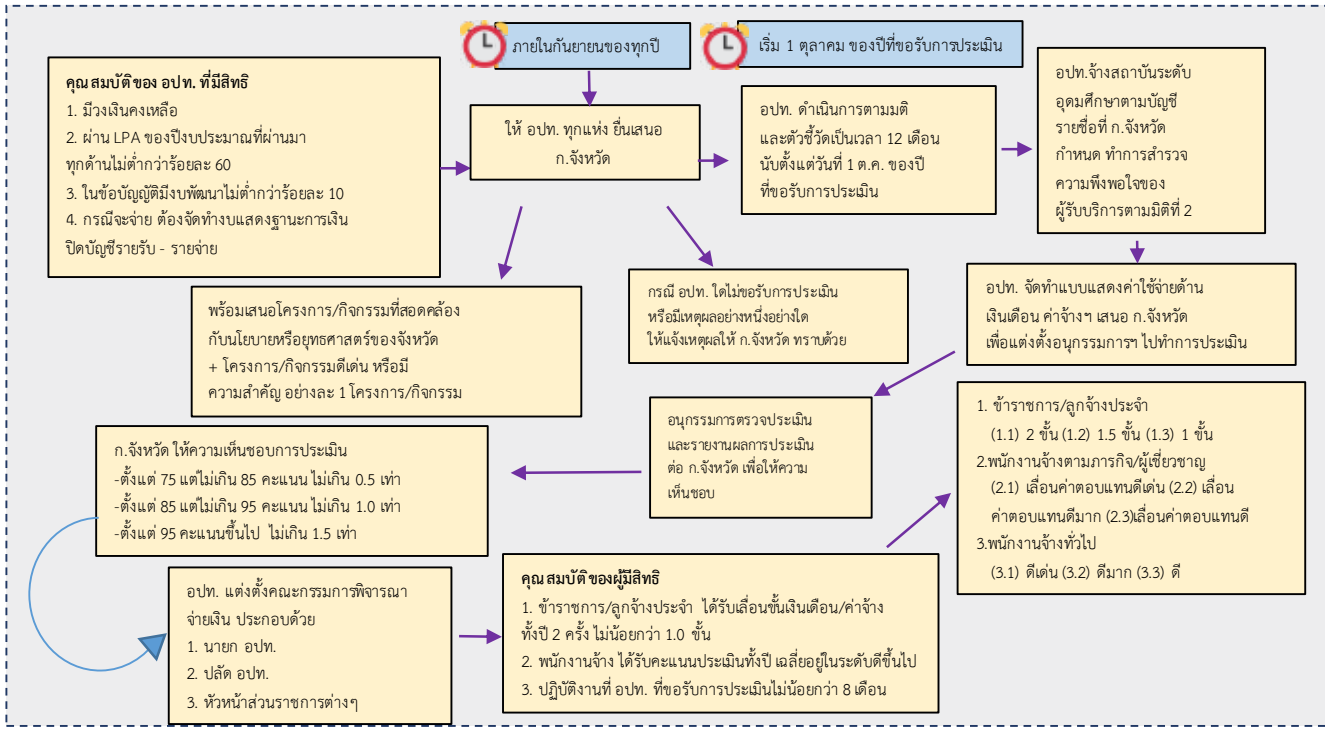 ภายในกันยายนของทุกปี
เริ่ม 1 ตุลาคม ของปีที่ขอรับการประเมิน
คุณสมบัติของ อปท. ที่มีสิทธิ
1. มีวงเงินคงเหลือ
2. ผ่าน LPA ของปีงบประมาณที่ผ่านมา
ทุกด้านไม่ต่ำกว่าร้อยละ 60
3. ในข้อบัญญัติมีงบพัฒนาไม่ต่ำกว่าร้อยละ 10
4. กรณีจะจ่าย ต้องจัดทำงบแสดงฐานะการเงิน
ปิดบัญชีรายรับ - รายจ่าย
ให้ อปท. ทุกแห่ง ยื่นเสนอ
ก.จังหวัด
อปท. ดำเนินการตามมติ
และตัวชี้วัดเป็นเวลา 12 เดือน
นับตั้งแต่วันที่ 1 ต.ค. ของปี
ที่ขอรับการประเมิน
อปท.จ้างสถาบันระดับ
อุดมศึกษาตามบัญชี
รายชื่อที่ ก.จังหวัด
กำหนด ทำการสำรวจ
ความพึงพอใจของ
ผู้รับบริการตามมิติที่ 2
พร้อมเสนอโครงการ/กิจกรรมที่สอดคล้อง
กับนโยบายหรือยุทธศาสตร์ของจังหวัด
+ โครงการ/กิจกรรมดีเด่น หรือมี
ความสำคัญ อย่างละ 1 โครงการ/กิจกรรม
กรณี อปท. ใดไม่ขอรับการประเมิน
หรือมีเหตุผลอย่างหนึ่งอย่างใด
ให้แจ้งเหตุผลให้ ก.จังหวัด ทราบด้วย
อปท. จัดทำแบบแสดงค่าใช้จ่ายด้าน
เงินเดือน ค่าจ้างฯ เสนอ ก.จังหวัด
เพื่อแต่งตั้งอนุกรรมการฯ ไปทำการประเมิน
อนุกรรมการตรวจประเมิน
และรายงานผลการประเมิน
ต่อ ก.จังหวัด เพื่อให้ความ
เห็นชอบ
ก.จังหวัด ให้ความเห็นชอบการประเมิน
-ตั้งแต่ 75 แต่ไม่เกิน 85 คะแนน ไม่เกิน 0.5 เท่า
-ตั้งแต่ 85 แต่ไม่เกิน 95 คะแนน ไม่เกิน 1.0 เท่า
-ตั้งแต่ 95 คะแนนขึ้นไป ไม่เกิน 1.5 เท่า
อปท. แต่งตั้งคณะกรรมการพิจารณา
จ่ายเงิน ประกอบด้วย
1. นายก อปท.
2. ปลัด อปท.
3. หัวหน้าส่วนราชการต่างๆ
คุณสมบัติของผู้มีสิทธิ
1. ข้าราชการ/ลูกจ้างประจำ ได้รับเลื่อนขั้นเงินเดือน/ค่าจ้าง
ทั้งปี 2 ครั้ง ไม่น้อยกว่า 1.0 ขั้น
2. พนักงานจ้าง ได้รับคะแนนประเมินทั้งปี เฉลี่ยอยู่ในระดับดีขึ้นไป
3. ปฏิบัติงานที่ อปท. ที่ขอรับการประเมินไม่น้อยกว่า 8 เดือน
1. ข้าราชการ/ลูกจ้างประจำ
(1.1) 2 ขั้น (1.2) 1.5 ขั้น (1.3) 1 ขั้น
2.พนักงานจ้างตามภารกิจ/ผู้เชี่ยวชาญ
(2.1) เลื่อนค่าตอบแทนดีเด่น (2.2) เลื่อน
ค่าตอบแทนดีมาก (2.3)เลื่อนค่าตอบแทนดี
3.พนักงานจ้างทั่วไป
(3.1) ดีเด่น (3.2) ดีมาก (3.3) ดี